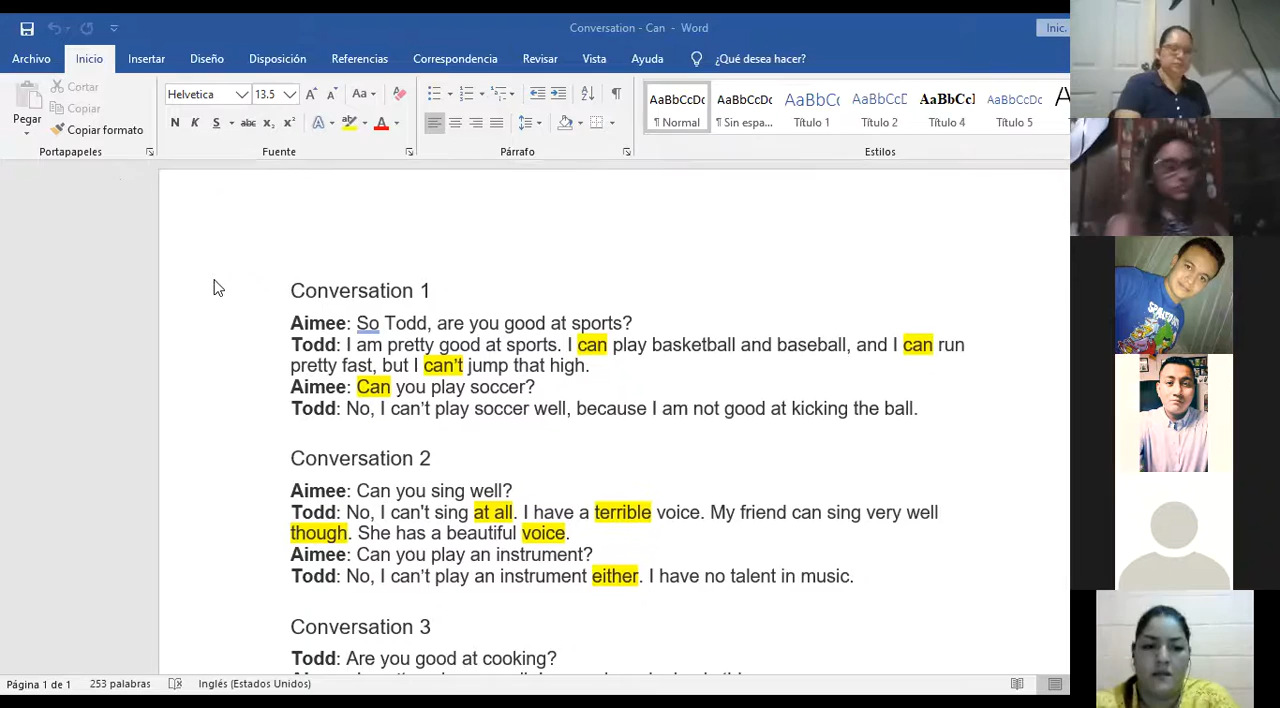 Conversation - Can - Word
Inic.
Archivo Inicio Insertar Diseño Disposición Referencias Correspondencia Revisar Vista Ayuda ¿Qué desea hacer?
Pegar
Cortar
Copiar
Copiar formato
Portapapeles
Helvetica 13.5
Fuente
Párrafo
AaBbCcDc AaBbCcDc AaBbC AaBbCcD AaBbCcl AaBbCcDc A
¶ Normal ¶ Sin espa... Título 1 Título 2 Título 4 Título 5
Estilos
Conversation 1
Aimee: So Todd, are you good at sports?
Todd: I am pretty good at sports. I can play basketball and baseball, and I can run
pretty fast, but I can't jump that high.
Aimee: Can you play soccer?
Todd: No, I can't play soccer well, because I am not good at kicking the ball.
Conversation 2
Aimee: Can you sing well?
Todd: No, I can't sing at all. I have a terrible voice. My friend can sing very well
though. She has a beautiful voice.
Aimee: Can you play an instrument?
Todd: No, I can't play an instrument either. I have no talent in music.
Conversation 3
Todd: Are you good at cooking?
Página 1 de 1 253 palabras Inglés (Estados Unidos)